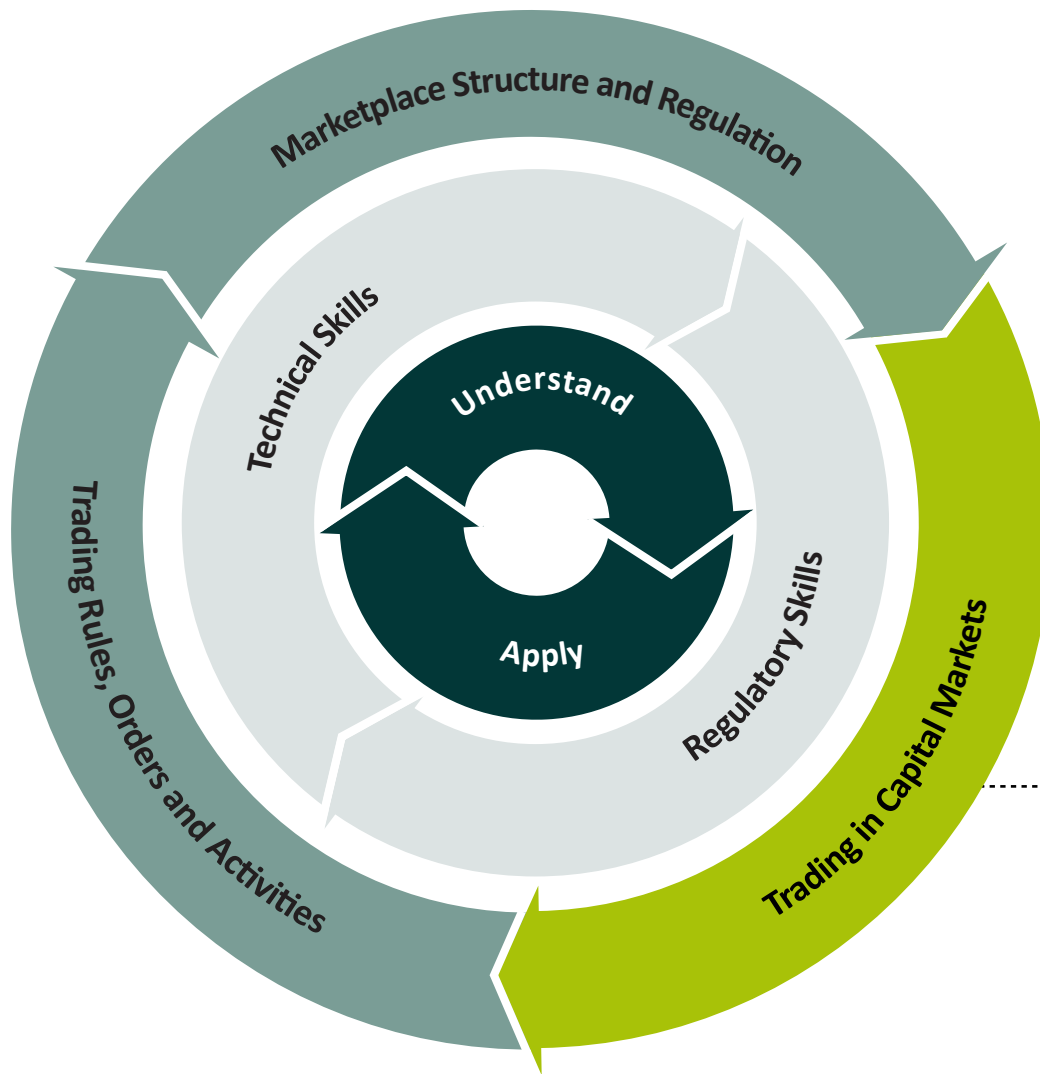 Marketplace Structure and Regulation
Technical Skills
Understand
Trading Rules, Orders and Activities
Regulatory Skills
Apply
Trading in Capital Markets